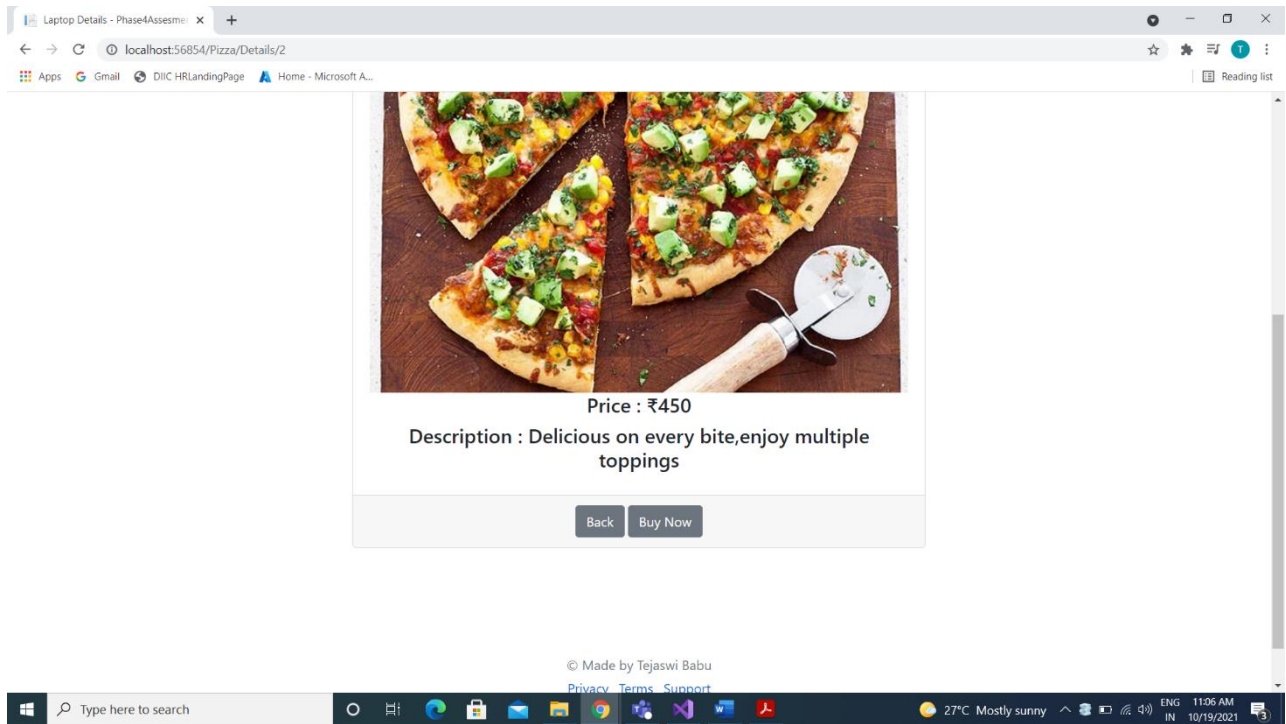 Laptop Details - Phase4Assesme
localhost:56854/Pizza/Details/2
Apps Gmail DIIC HRLandingPage Home - Microsoft A... Reading list
T
Price : ₹450
Description : Delicious on every bite,enjoy multiple
toppings
Back Buy Now
© Made by Tejaswi Babu
Privacy Terms Support
Type here to search
27°C Mostly sunny
ENG 11:06 AM
IN 10/19/2021